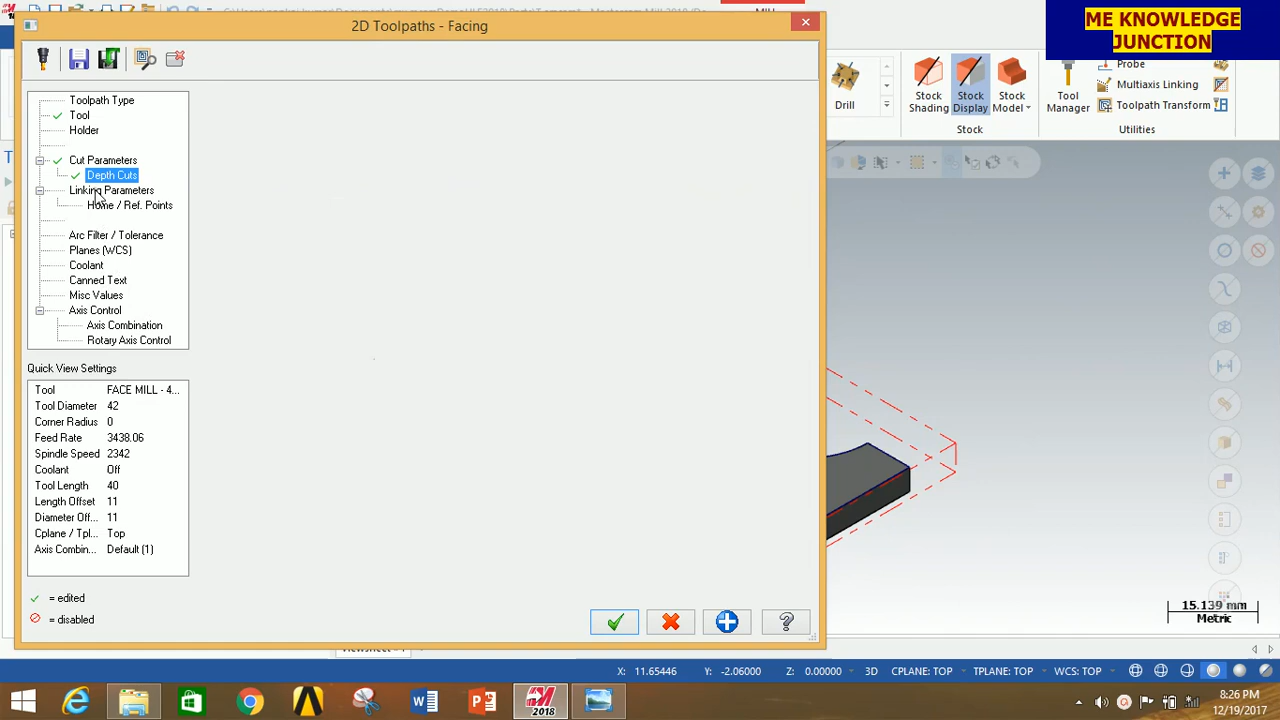 ME KNOWLEDGE
JUNCTION
2D Toolpaths - Facing
Toolpath Type
Tool
Holder
Cut Parameters
Depth Cuts
Linking Parameters
Home / Ref. Points
Arc Filter / Tolerance
Planes (WCS)
Coolant
Canned Text
Misc Values
Axis Control
Axis Combination
Rotary Axis Control
Quick View Settings
Tool FACE MILL - 4...
Tool Diameter 42
Corner Radius 0
Feed Rate 3438.06
Spindle Speed 2342
Coolant Off
Tool Length 40
Length Offset 11
Diameter Off... 11
Cplane / Tpl... Top
Axis Combin... Default (1)
= edited
= disabled
Drill
Stock Shading
Stock Display
Stock Model
Stock
Tool Manager
Probe
Multiaxis Linking
Toolpath Transform
Utilities
15.139 mm
Metric
X: 11.65446 Y: -2.06000 Z: 0.00000 3D CPLANE: TOP TPLANE: TOP WCS: TOP
2018
8:26 PM
12/19/2017